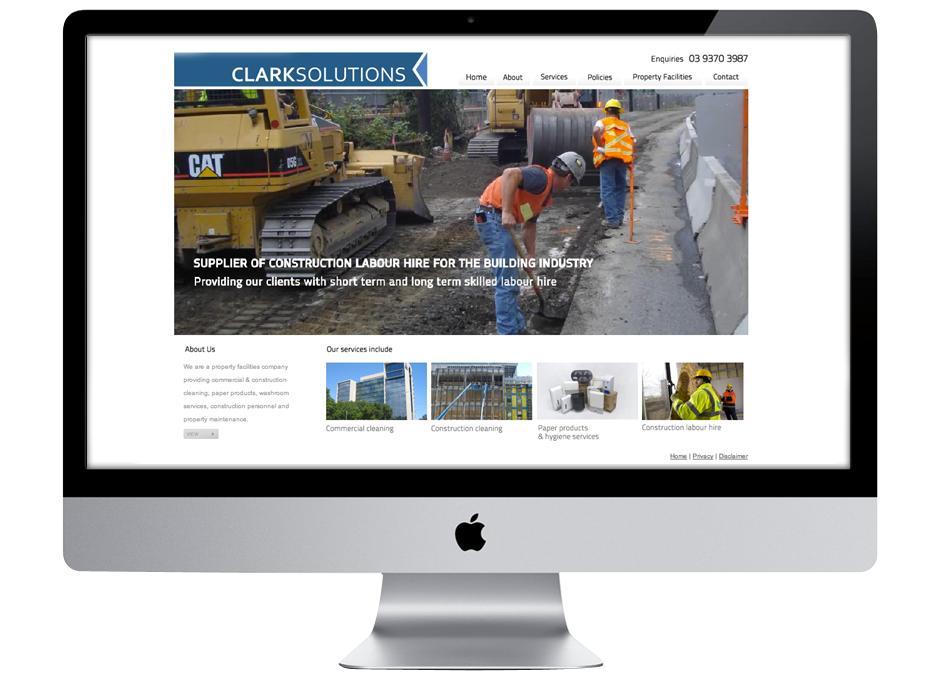 Enquiries 03 9370 3987
CLARKSOLUTIONS
Home About Services Policies Property Facilities Contact
CAT
D5G
SUPPLIER OF CONSTRUCTION LABOUR HIRE FOR THE BUILDING INDUSTRY
Providing our clients with short term and long term skilled labour hire
About Us
We are a property facilities company
providing commercial & construction
cleaning, paper products, washroom
services, construction personnel and
property maintenance.
VIEW
Our services include
Commercial cleaning
Construction cleaning
Paper products
& hygiene services
Construction labour hire
Home | Privacy | Disclaimer